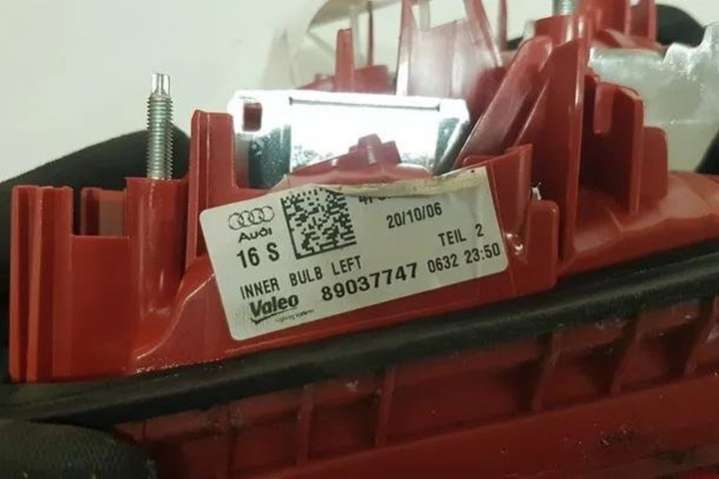 20/10/06
Audi
16 S
TEIL 2
INNER BULB LEFT
Valeo 89037747 0632 23:50